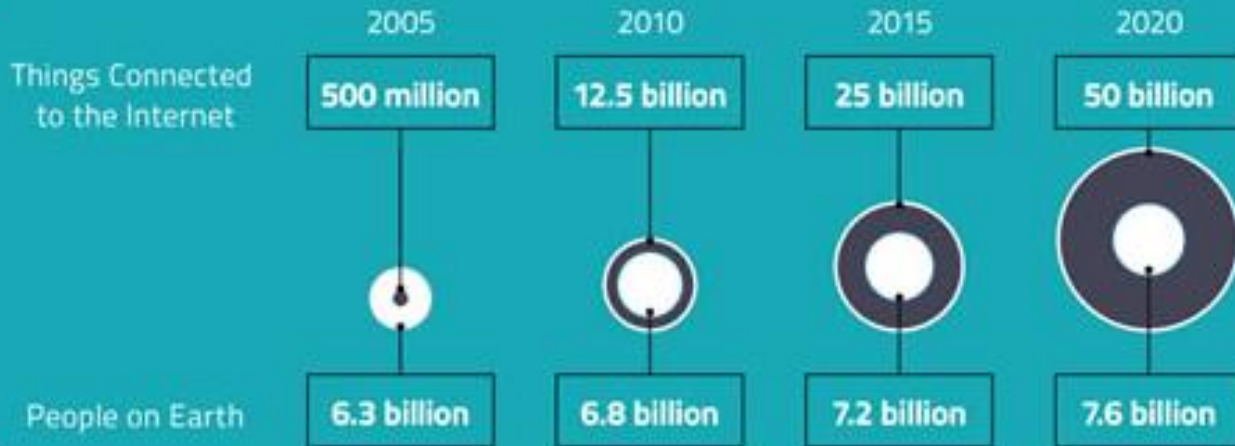 2005 2010 2015 2020
Things Connected
to the Internet
500 million 12.5 billion 25 billion 50 billion
People on Earth 6.3 billion 6.8 billion 7.2 billion 7.6 billion